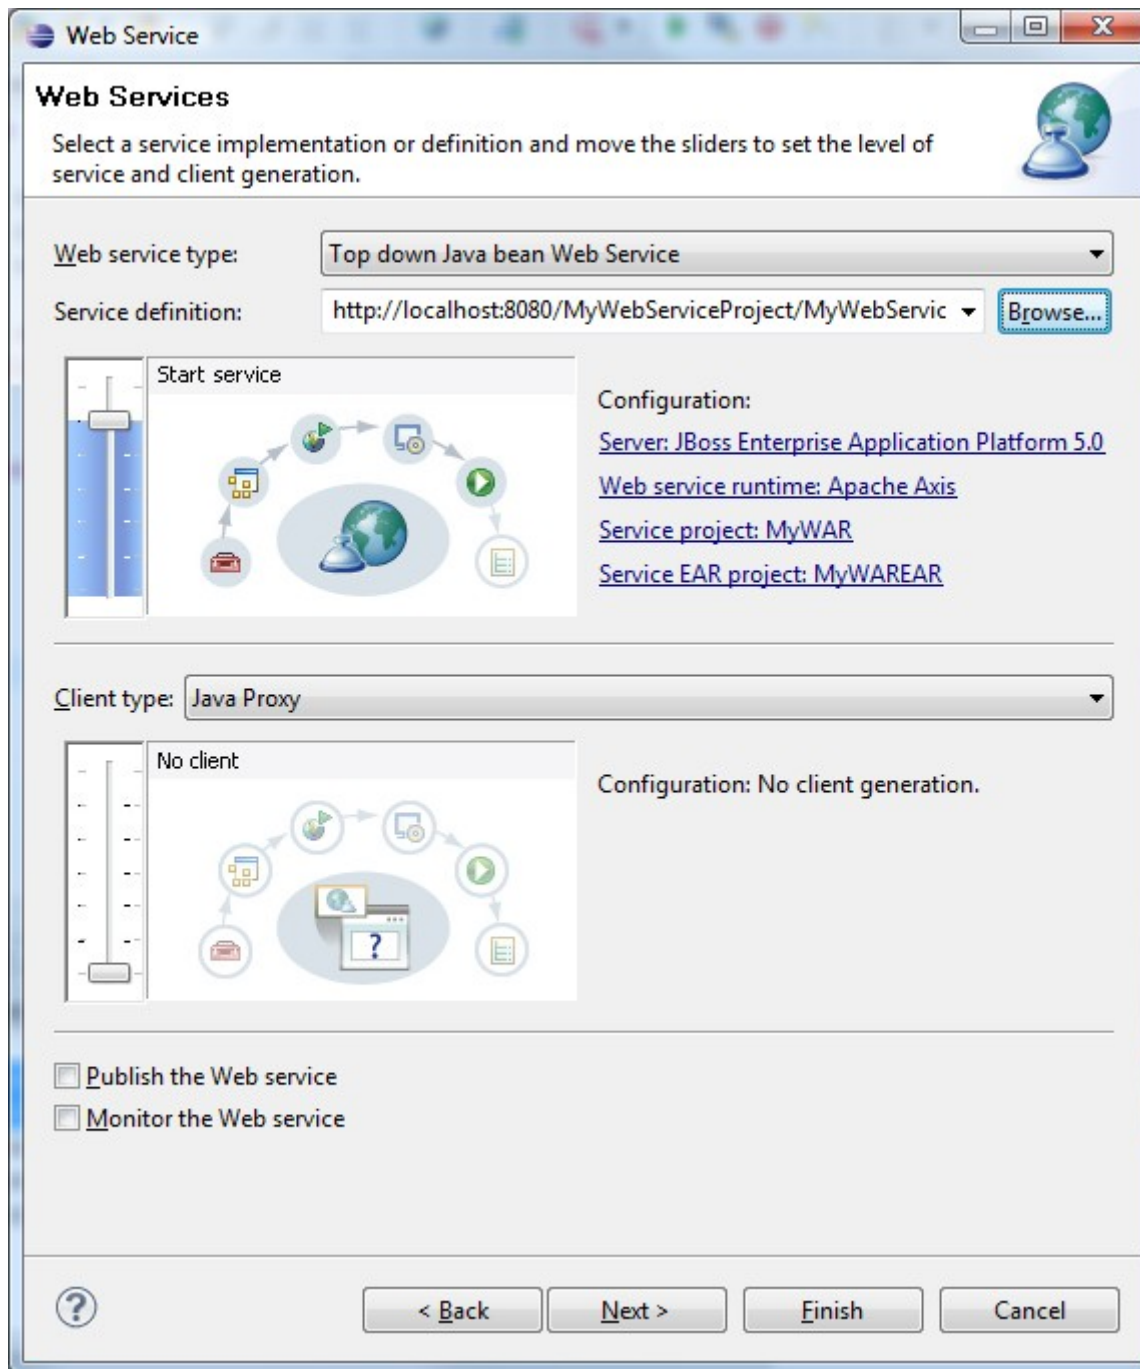 Web Service
Web Services
Select a service implementation or definition and move the sliders to set the level of
service and client generation.
Web service type: Top down Java bean Web Service
Service definition: http://localhost:8080/MyWebServiceProject/MyWebServic Browse...
Start service
Configuration:
Server: JBoss Enterprise Application Platform 5.0
Web service runtime: Apache Axis
Service project: MyWAR
Service EAR project: MyWAREAR
Client type: Java Proxy
No client
Configuration: No client generation.
?
Publish the Web service
Monitor the Web service
? < Back Next > Finish Cancel